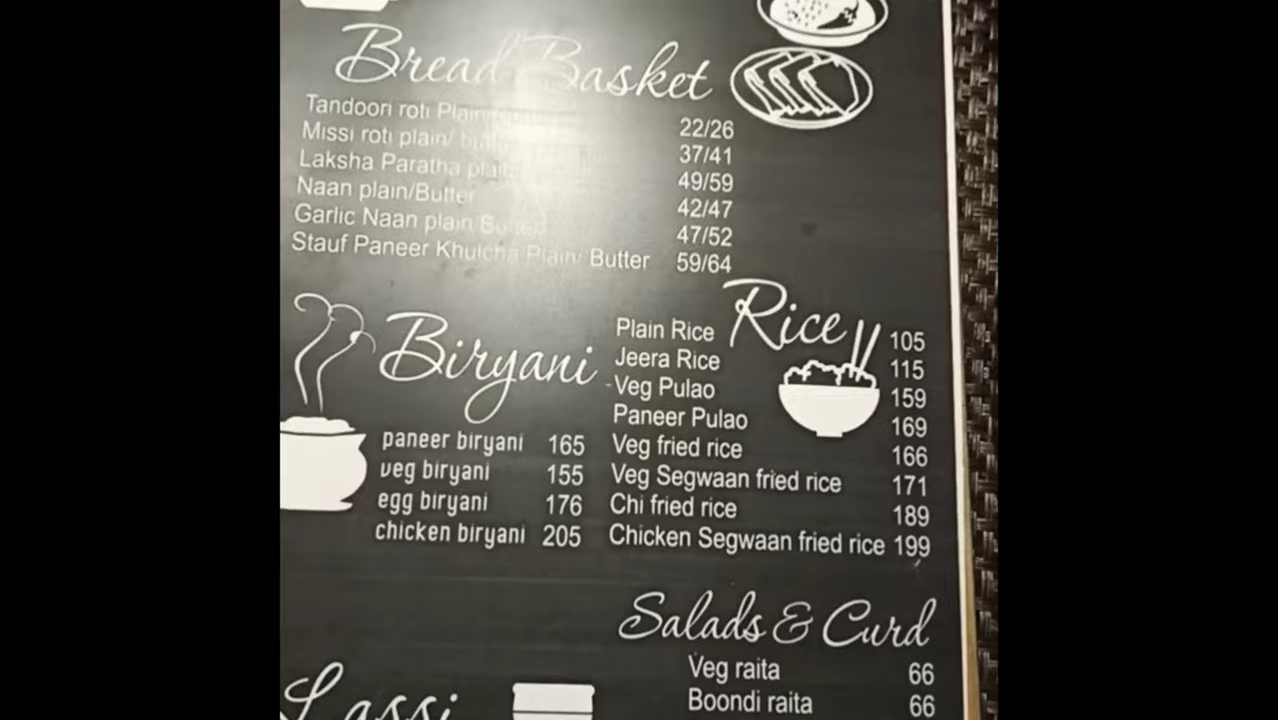 Bread Basket
Tandoori roti Plain 22/26
Missi roti plain/ 37/41
Laksha Paratha plain 49/59
Naan plain/Butter 42/47
Garlic Naan plain Butter 47/52
Stauf Paneer Khulcha Plain/ Butter 59/64
Biryani
paneer biryani 165
veg biryani 155
egg biryani 176
chicken biryani 205
Rice
Plain Rice 105
Jeera Rice 115
Veg Pulao 159
Paneer Pulao 169
Veg fried rice 166
Veg Segwaan fried rice 171
Chi fried rice 189
Chicken Segwaan fried rice 199
Salads & Curd
Veg raita 66
Boondi raita 66
Lassi